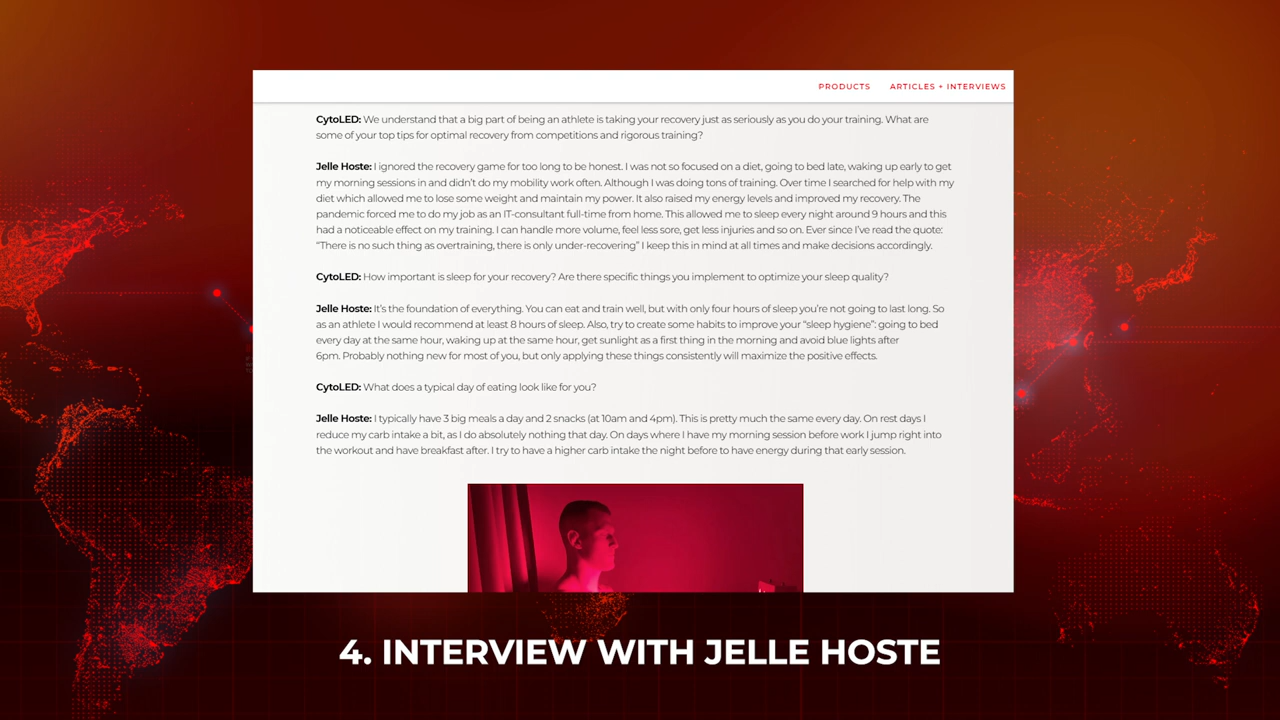 PRODUCTS ARTICLES + INTERVIEWS
CytoLED: We understand that a big part of being an athlete is taking your recovery just as seriously as you do your training. What are
some of your top tips for optimal recovery from competitions and rigorous training?
Jelle Hoste: I ignored the recovery game for too long to be honest. I was not so focused on a diet, going to bed late, waking up early to get
my morning sessions in and didn't do my mobility work often. Although I was doing tons of training. Over time I searched for help with my
diet which allowed me to lose some weight and maintain my power. It also raised my energy levels and improved my recovery. The
pandemic forced me to do my job as an IT-consultant full-time from home. This allowed me to sleep every night around 9 hours and this
had a noticeable effect on my training. I can handle more volume, feel less sore, get less injuries and so on. Ever since I've read the quote:
“There is no such thing as overtraining, there is only under-recovering” I keep this in mind at all times and make decisions accordingly.
CytoLED: How important is sleep for your recovery? Are there specific things you implement to optimize your sleep quality?
Jelle Hoste: It's the foundation of everything. You can eat and train well, but with only four hours of sleep you're not going to last long. So
as an athlete I would recommend at least 8 hours of sleep. Also, try to create some habits to improve your “sleep hygiene”: going to bed
every day at the same hour, waking up at the same hour, get sunlight as a first thing in the morning and avoid blue lights after
6pm. Probably nothing new for most of you, but only applying these things consistently will maximize the positive effects.
CytoLED: What does a typical day of eating look like for you?
Jelle Hoste: I typically have 3 big meals a day and 2 snacks (at 10am and 4pm). This is pretty much the same every day. On rest days I
reduce my carb intake a bit, as I do absolutely nothing that day. On days where I have my morning session before work I jump right into
the workout and have breakfast after. I try to have a higher carb intake the night before to have energy during that early session.
4. INTERVIEW WITH JELLE HOSTE